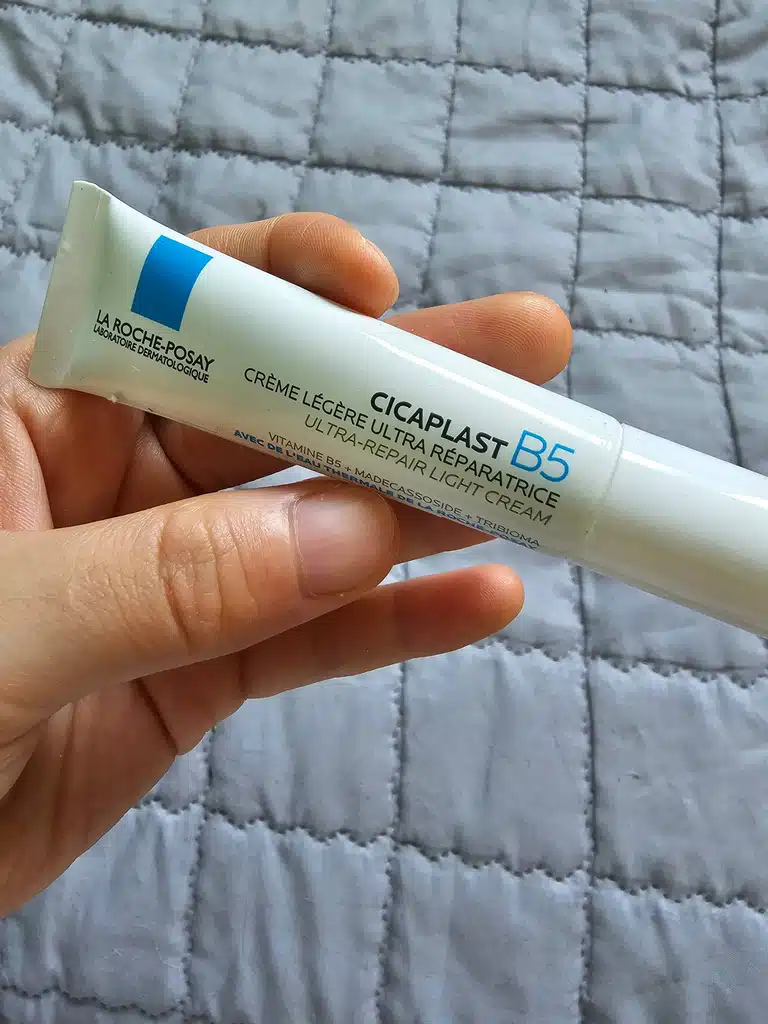 LA ROCHE-POSAY
LABORATOIRE DERMATOLOGIQUE
CICAPLAST B5
CRÈME LÉGÈRE ULTRA RÉPARATRICE
ULTRA-REPAIR LIGHT CREAM
VITAMINE B5 + MADECASSOSIDE + TRIBIOMA
AVEC DE L'EAU THERMALE DE LA ROCHE-POSAY